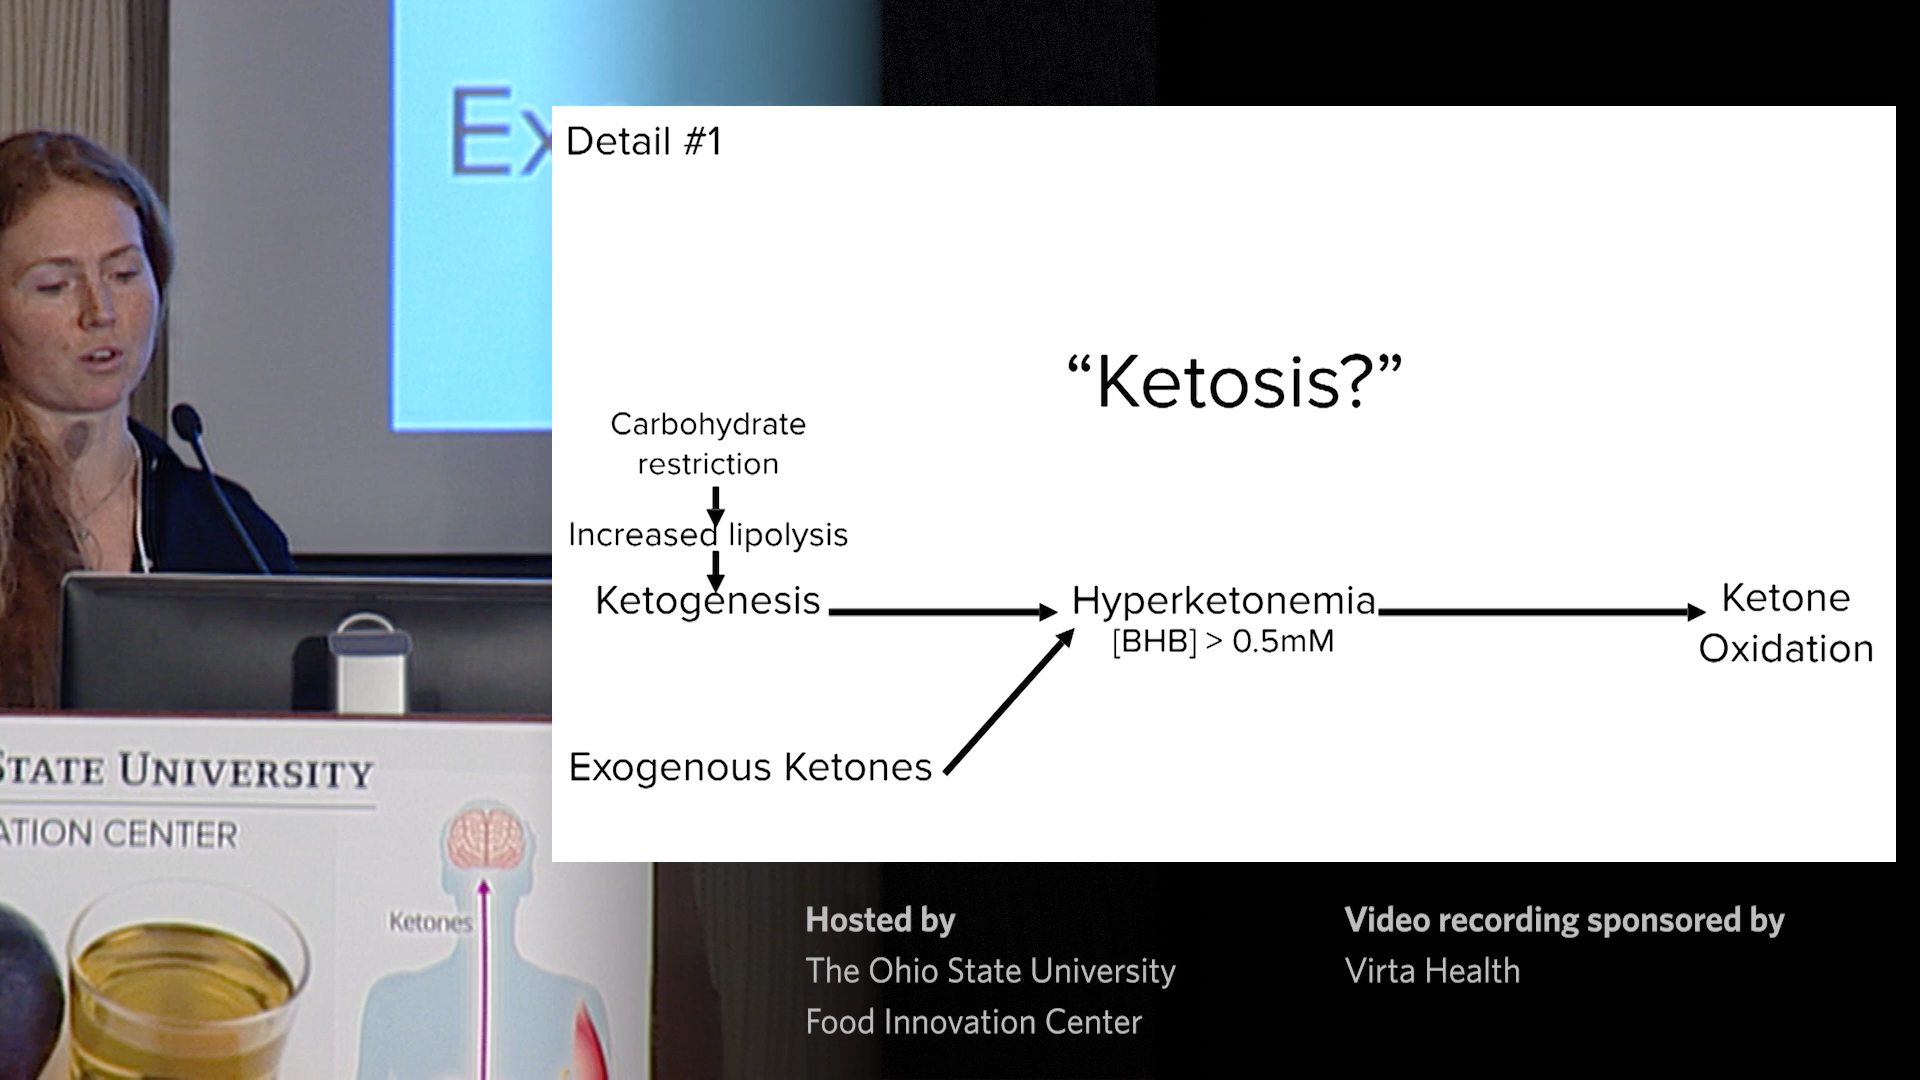 Ex
Detail #1
“Ketosis?”
Carbohydrate
restriction
Increased lipolysis
Ketogenesis
Hyperketonemia
[BHB] > 0.5mM
Ketone
Oxidation
Exogenous Ketones
STATE UNIVERSITY
ATION CENTER
Ketones
Hosted by
The Ohio State University
Food Innovation Center
Video recording sponsored by
Virta Health